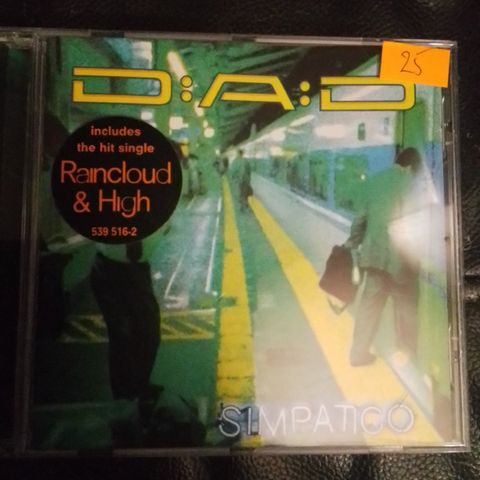 D:A:D
25
includes
the hit single
Raincloud
& High
539 516-2
SIMPATICO